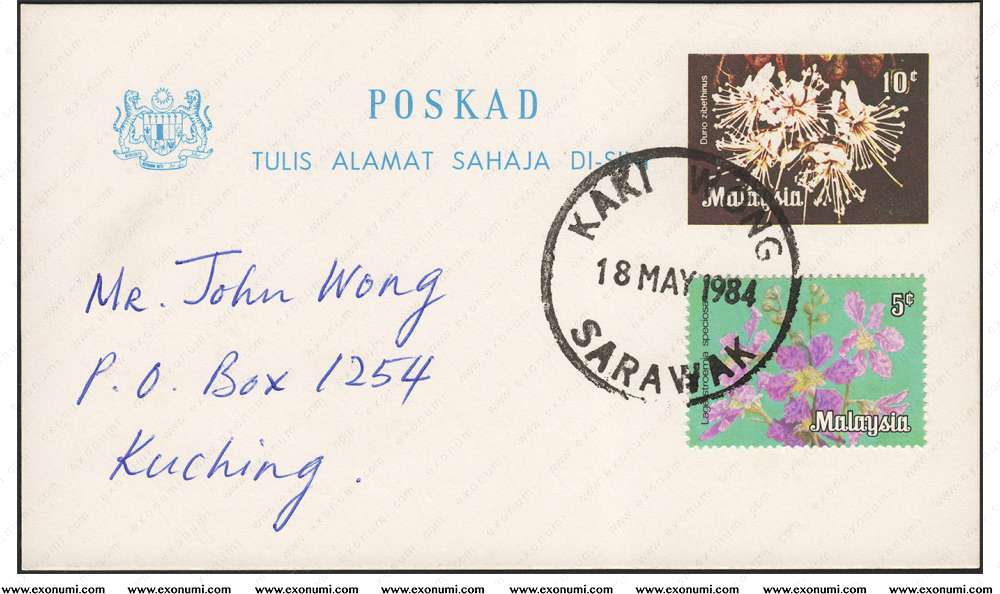 POSKAD
TULIS ALAMAT SAHAJA DI-SINI
10¢
Durio zibethinus
Malaysia
KAKI WONG
18 MAY 1984
SARAWAK
5¢
Lagerstroemia speciosa
Malaysia
Mr. John Wong
P. O. Box 1254
Kuching.
www.exonumi.com www.exonumi.com www.exonumi.com www.exonumi.com www.exonumi.com www.exonumi.com www.exonumi.com www.exonumi.com